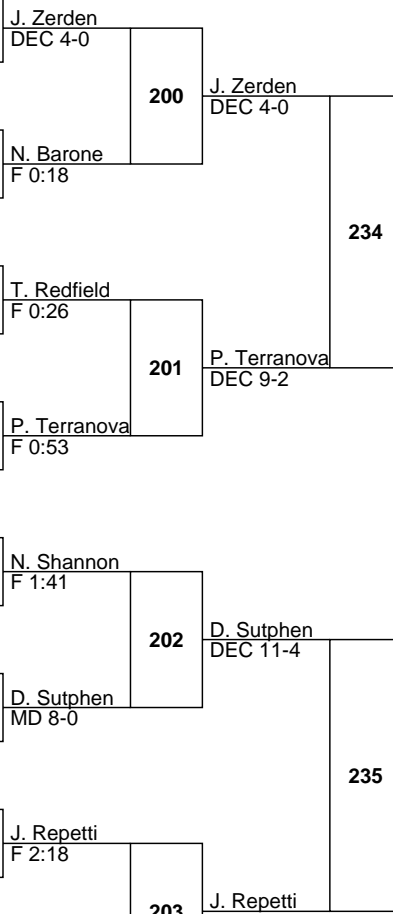 J. Zerden
DEC 4-0
200
J. Zerden
DEC 4-0
N. Barone
F 0:18
234
T. Redfield
F 0:26
201
P. Terranova
DEC 9-2
P. Terranova
F 0:53
N. Shannon
F 1:41
202
D. Sutphen
DEC 11-4
D. Sutphen
MD 8-0
235
J. Repetti
F 2:18
203
J. Repetti